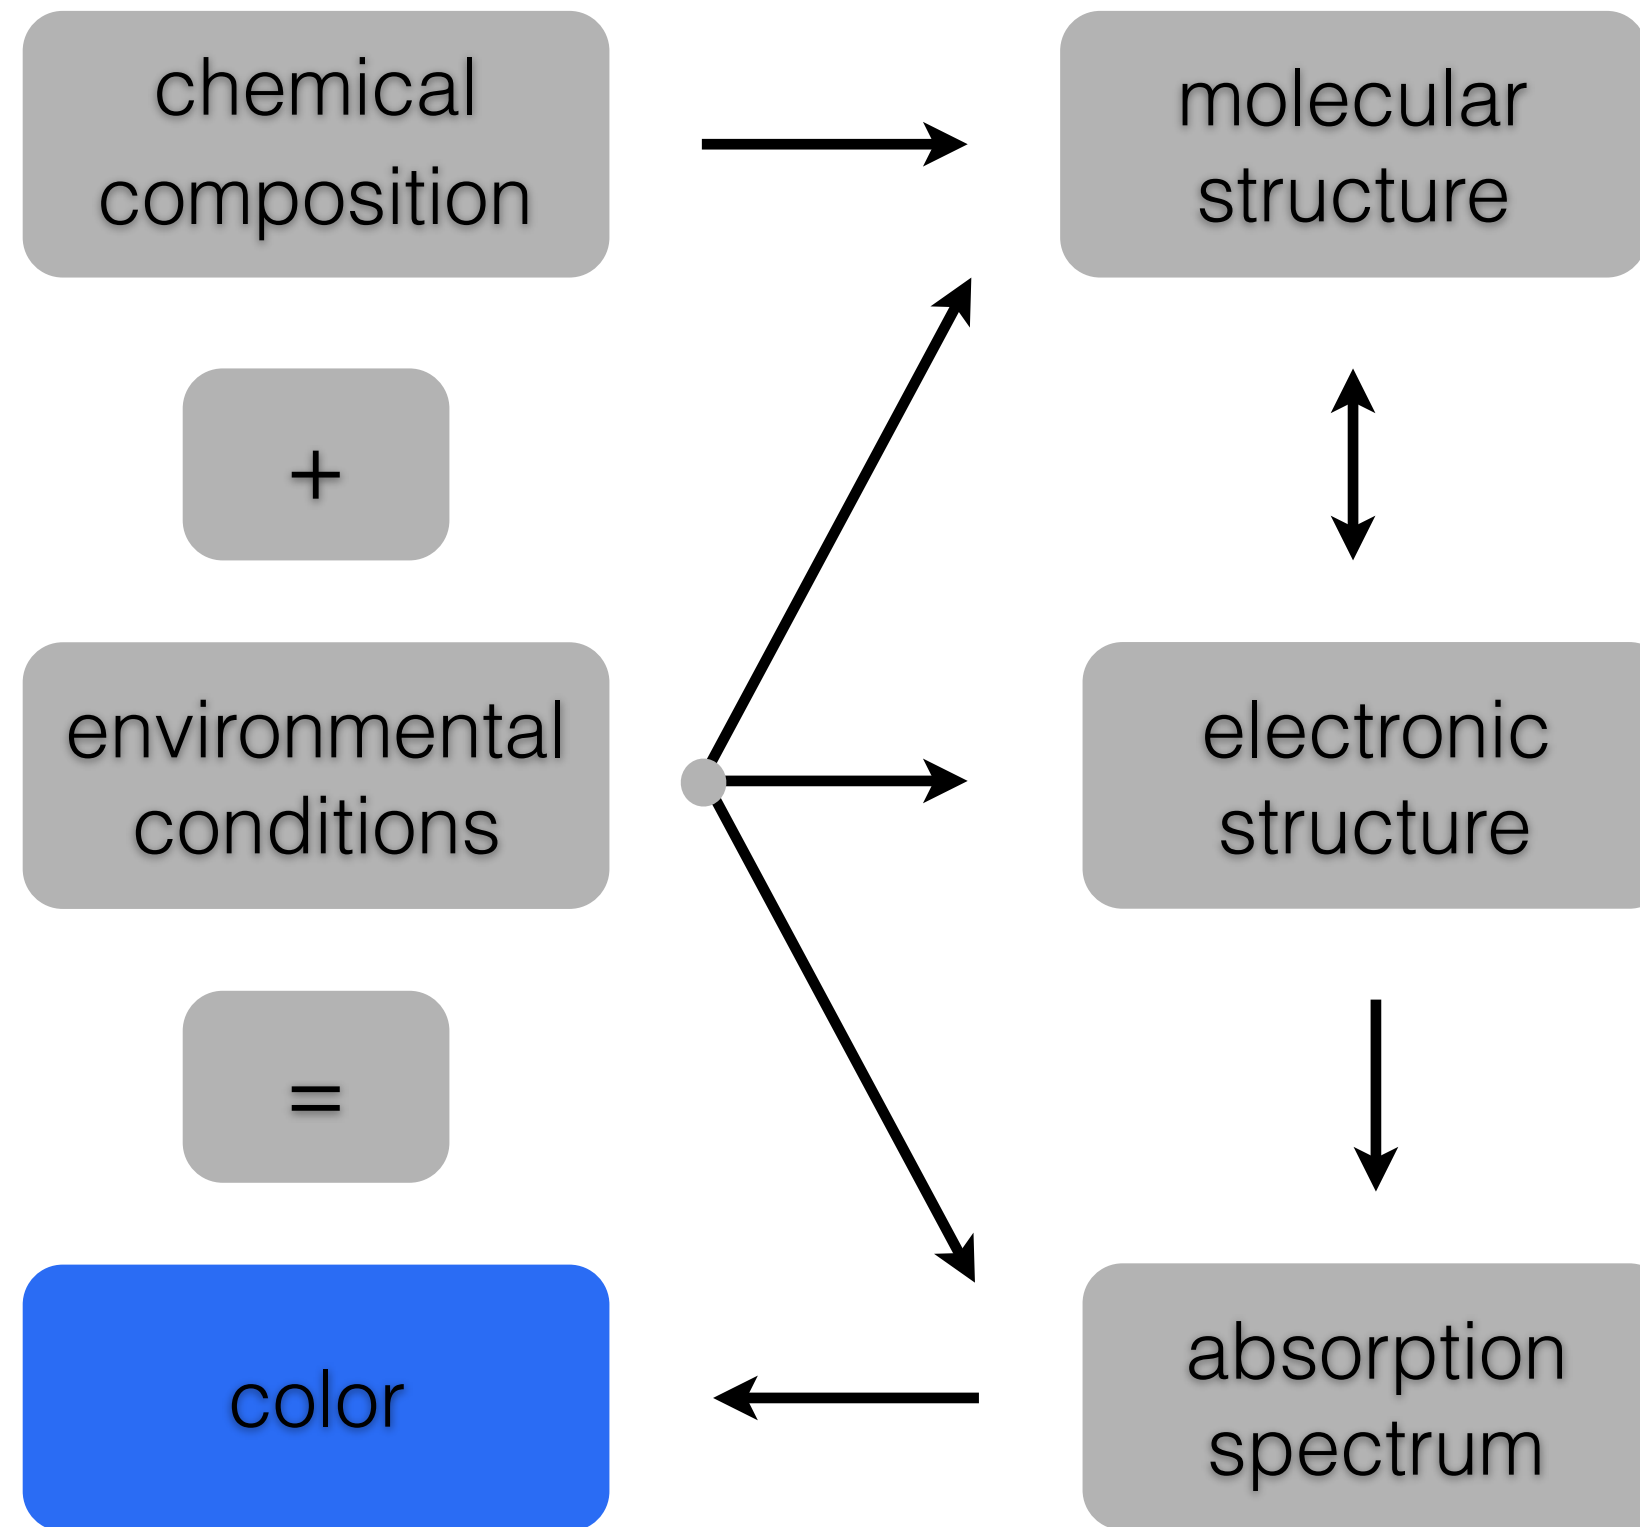 chemical
composition
+
environmental
conditions
=
color
molecular
structure
electronic
structure
absorption
spectrum